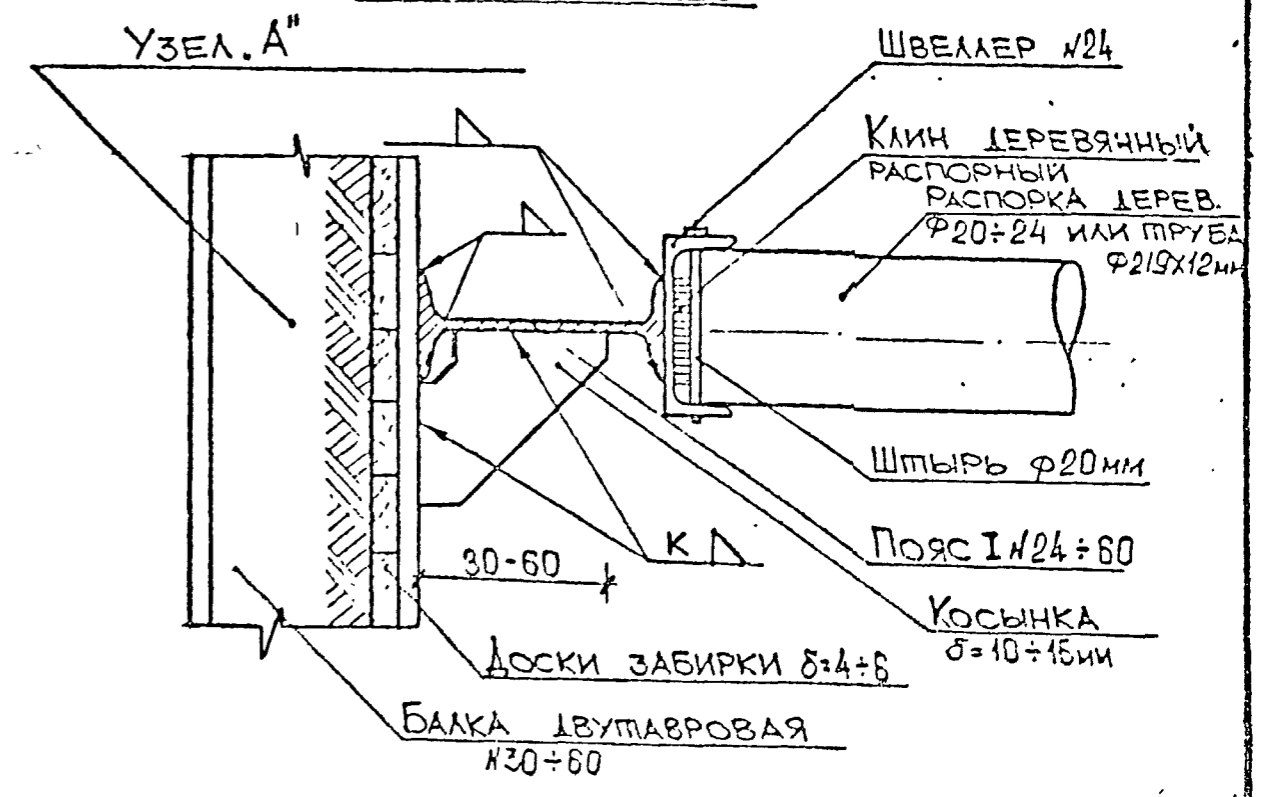 Узел „А"
Швеллер №24
Клин деревянный
распорный
Распорка дерев.
Ф20÷24 или труба
Ф219х12мм
Штырь ф20мм
К
30-60
Пояс I №24÷60
Косынка
δ=10÷15мм
Доски забирки δ=4÷6
Балка двутавровая
№30÷60